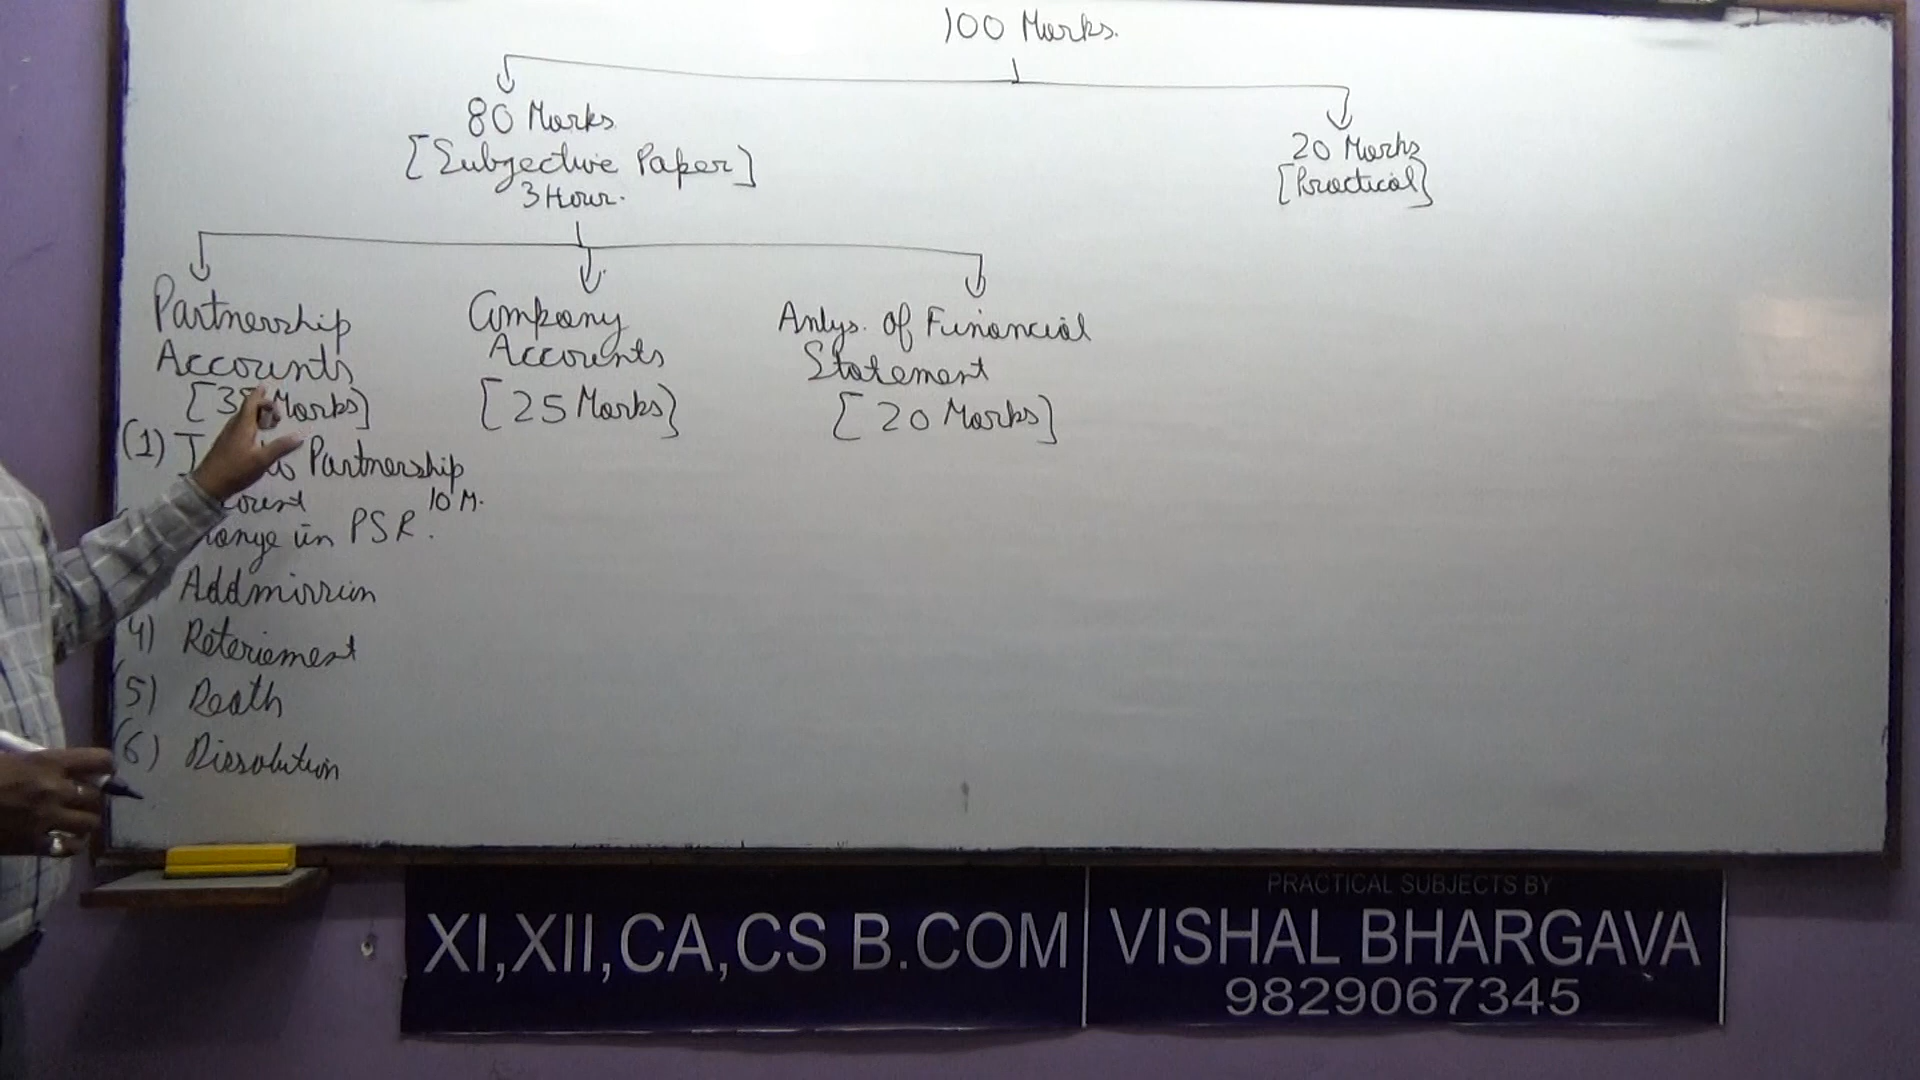 100 Marks.
80 Marks
[Subjective Paper]
3 Hour.
20 Marks
[Practical]
Partnership
Accounts
[35 Marks]
Company
Accounts
[25 Marks]
Anlys. of Financial
Statement
[20 Marks]
(1) Partnership
10 M.
in PSR.
Addmission
4) Reteriement
(5) Death
(6) Dissolution
XI,XII,CA,CS B.COM
PRACTICAL SUBJECTS BY
VISHAL BHARGAVA
9829067345